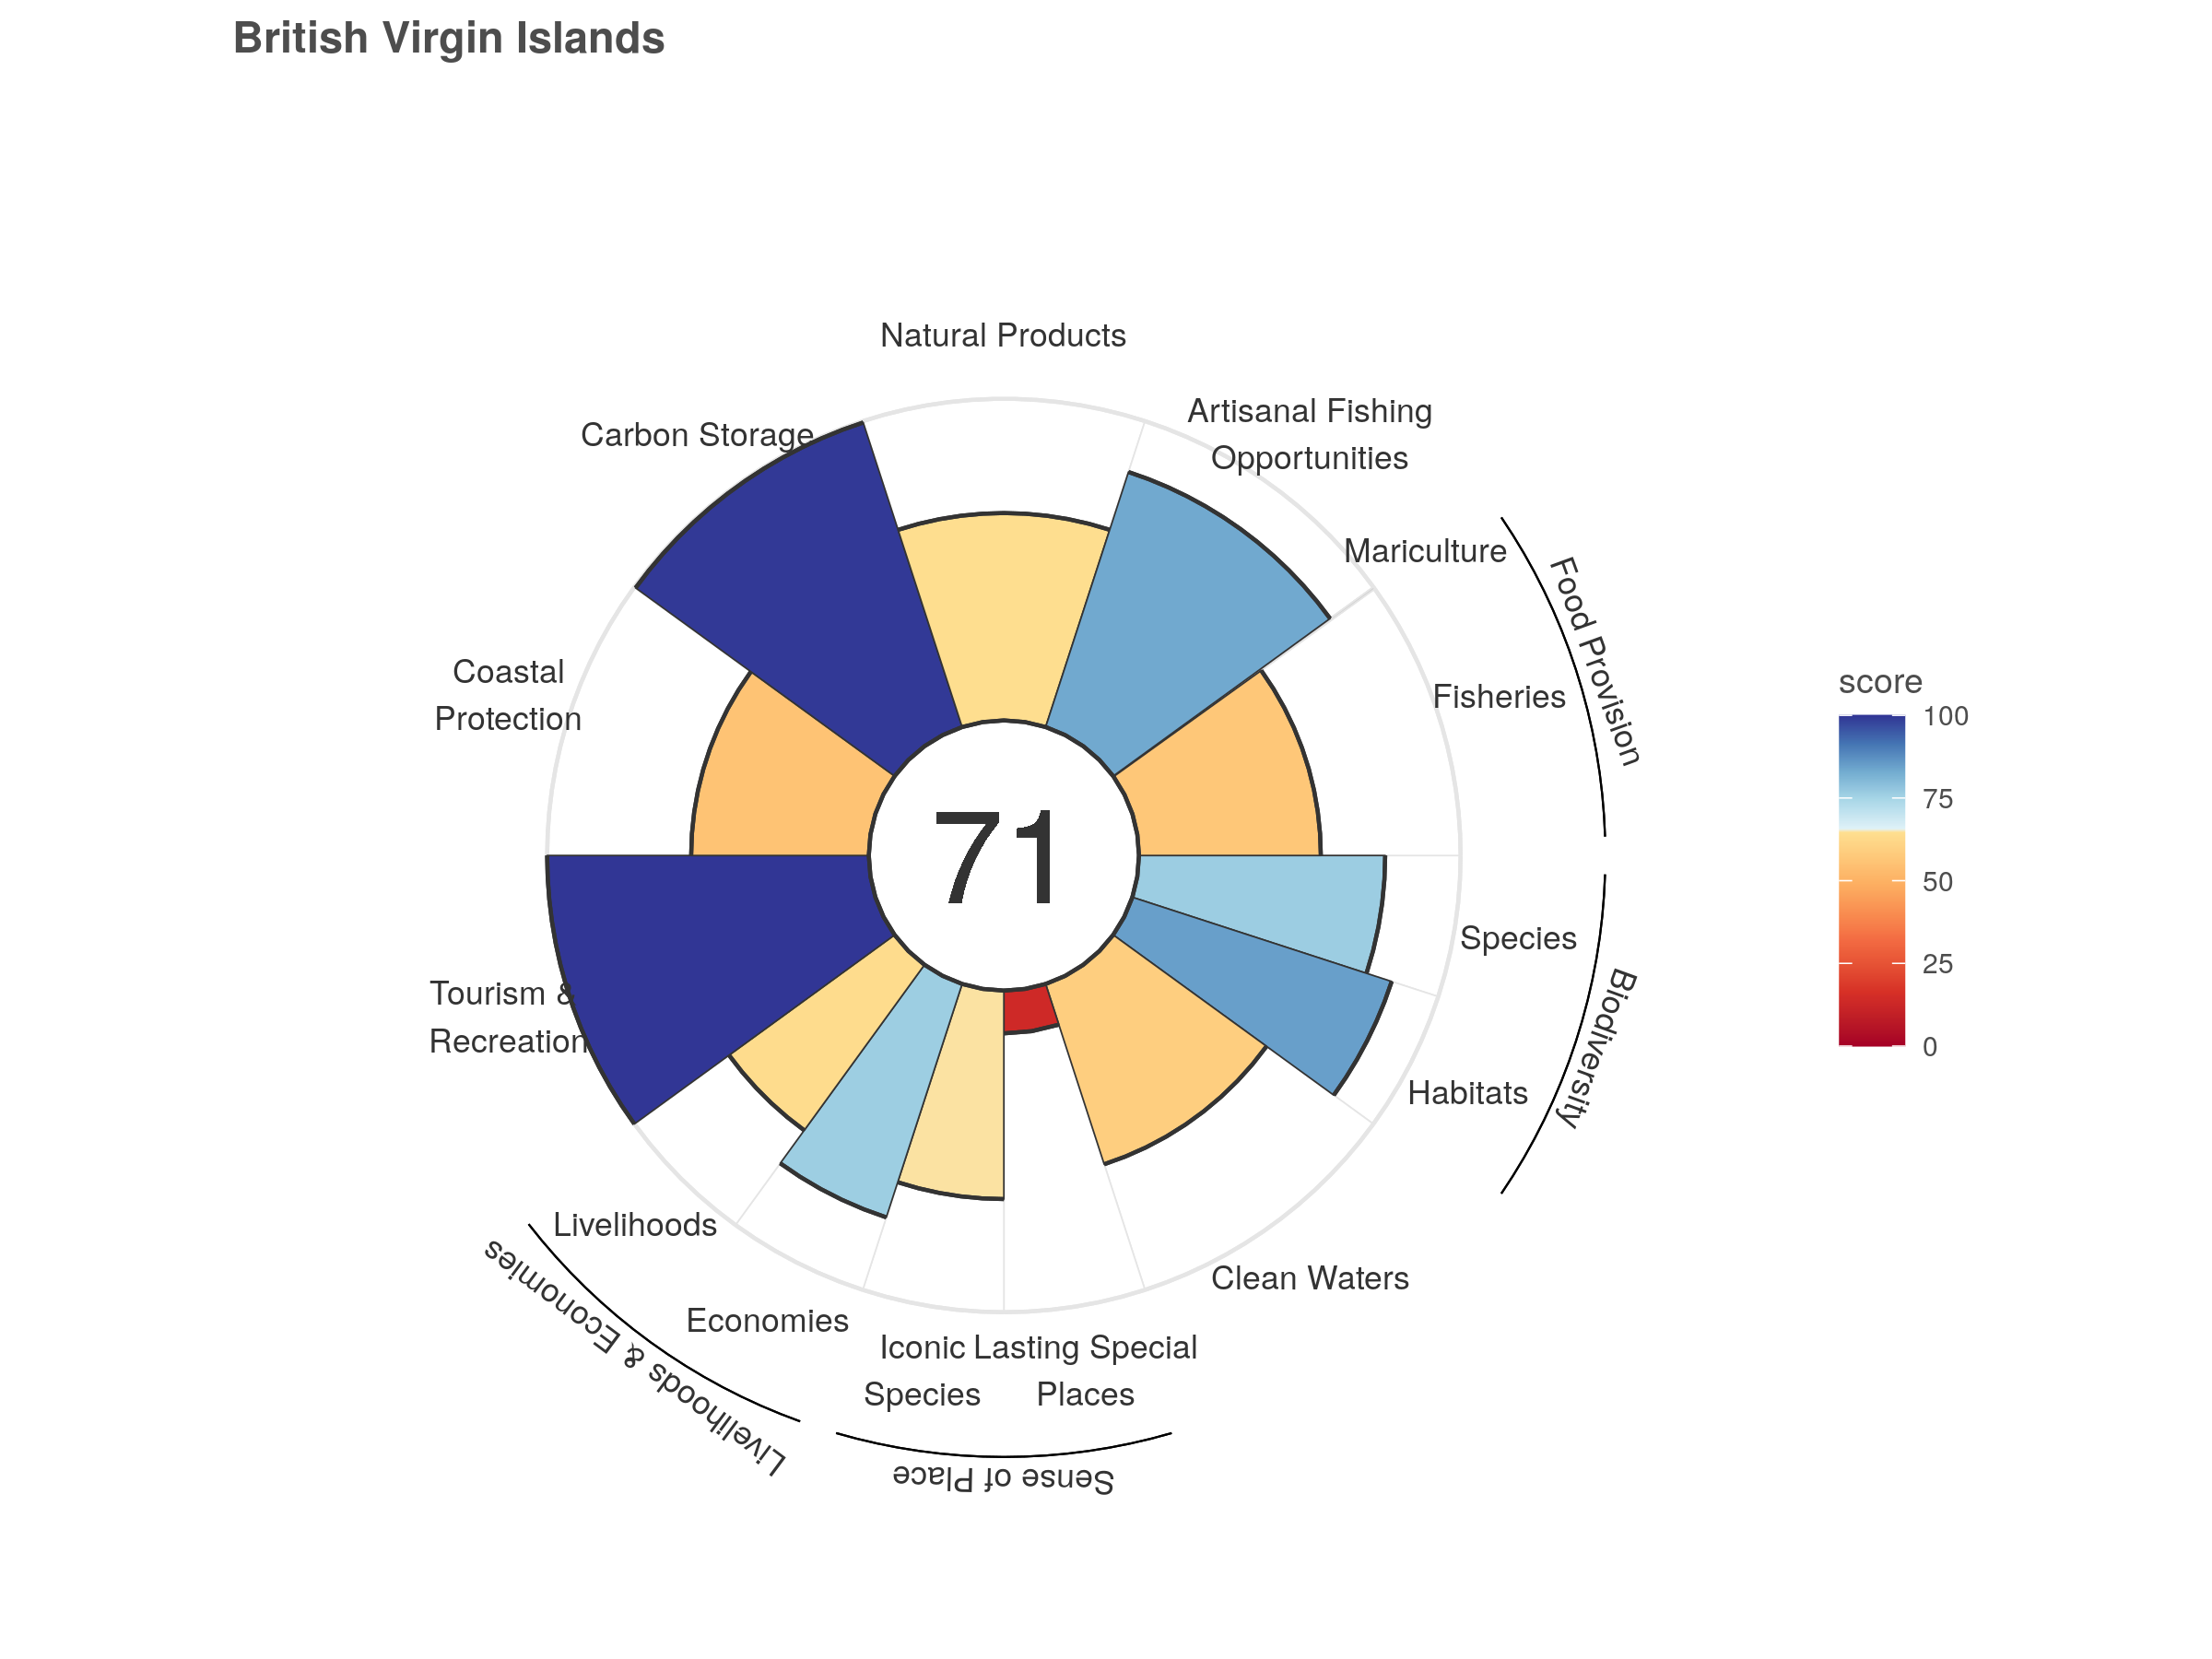 British Virgin Islands
Natural Products
Artisanal Fishing
Opportunities
Carbon Storage
Mariculture
Food Provision
Fisheries
Coastal
Protection
score
100
75
50
25
0
71
Species
Biodiversity
Tourism &
Recreation
Habitats
Livelihoods
Clean Waters
Economies
Livelihoods & Economies
Iconic
Species
Lasting Special
Places
Sense of Place